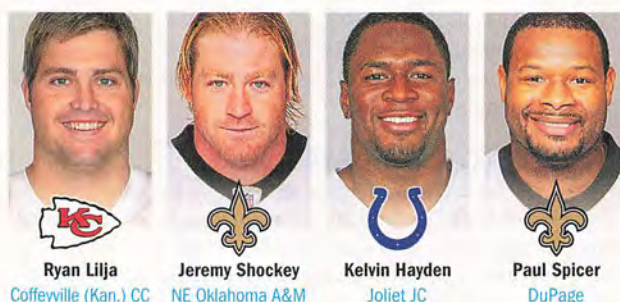 KC
Ryan Lilja Jeremy Shockey Kelvin Hayden Paul Spicer
Coffeyville (Kan.) CC NE Oklahoma A&M Joliet JC DuPage